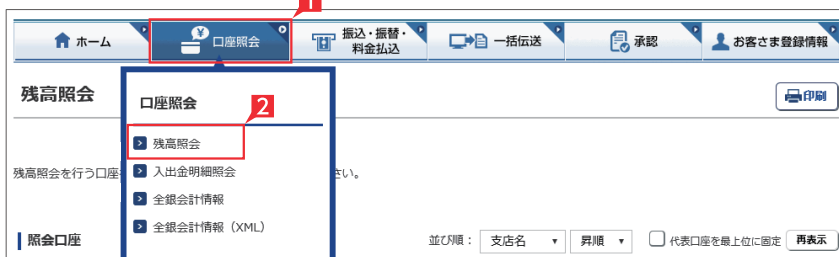 1
ホーム 口座照会 振込・振替・料金払込 一括伝送 承認 お客さま登録情報
残高照会 印刷
口座照会
2
残高照会
入出金明細照会
全銀会計情報
全銀会計情報（XML）
残高照会を行う口座 さい。
照会口座 並び順： 支店名 ▼ 昇順 ▼ 代表口座を最上位に固定 再表示